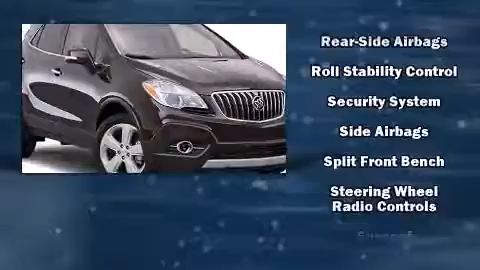 Rear-Side Airbags
Roll Stability Control
Security System
Side Airbags
Split Front Bench
Steering Wheel
Radio Controls